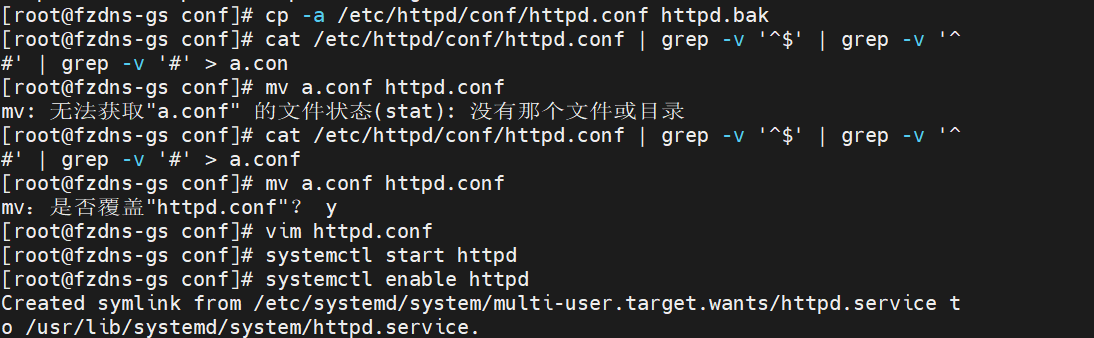 [root@fzdns-gs conf]# cp -a /etc/httpd/conf/httpd.conf httpd.bak
[root@fzdns-gs conf]# cat /etc/httpd/conf/httpd.conf | grep -v '^$' | grep -v '^
#' | grep -v '#' > a.con
[root@fzdns-gs conf]# mv a.conf httpd.conf
mv: 无法获取"a.conf" 的文件状态(stat): 没有那个文件或目录
[root@fzdns-gs conf]# cat /etc/httpd/conf/httpd.conf | grep -v '^$' | grep -v '^
#' | grep -v '#' > a.conf
[root@fzdns-gs conf]# mv a.conf httpd.conf
mv：是否覆盖"httpd.conf"？ y
[root@fzdns-gs conf]# vim httpd.conf
[root@fzdns-gs conf]# systemctl start httpd
[root@fzdns-gs conf]# systemctl enable httpd
Created symlink from /etc/systemd/system/multi-user.target.wants/httpd.service t
o /usr/lib/systemd/system/httpd.service.